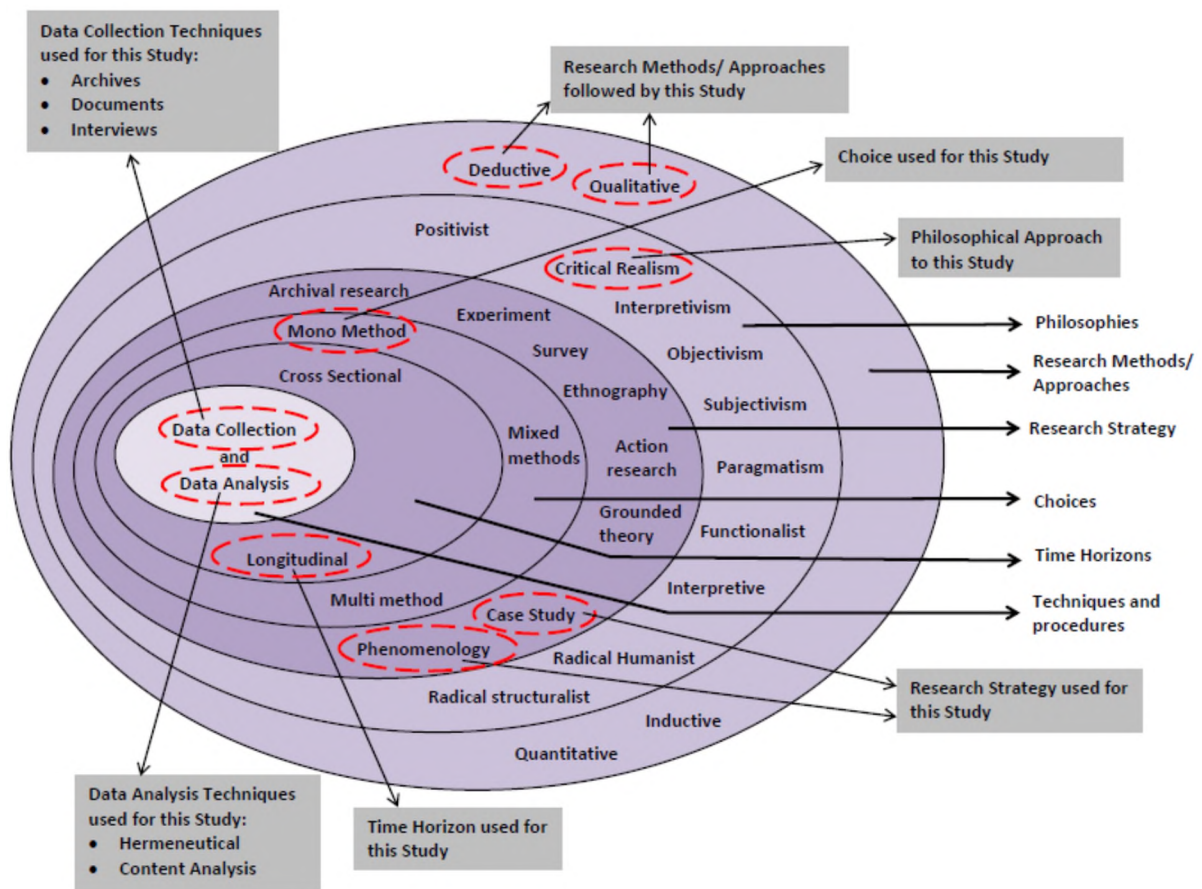 Data Collection Techniques
used for this Study:
• Archives
• Documents
• Interviews
Research Methods/ Approaches
followed by this Study
Choice used for this Study
Philosophical Approach
to this Study
Deductive
Qualitative
Positivist
Critical Realism
Archival research
Experiment
Interpretivism
Mono Method
Survey
Objectivism
Cross Sectional
Ethnography
Subjectivism
Data Collection
and
Data Analysis
Mixed
methods
Action
research
Paragmatism
Grounded
theory
Functionalist
Longitudinal
Interpretive
Multi method
Case Study
Phenomenology
Radical Humanist
Radical structuralist
Inductive
Quantitative
Philosophies
Research Methods/
Approaches
Research Strategy
Choices
Time Horizons
Techniques and
procedures
Research Strategy used for
this Study
Data Analysis Techniques
used for this Study:
• Hermeneutical
• Content Analysis
Time Horizon used for
this Study